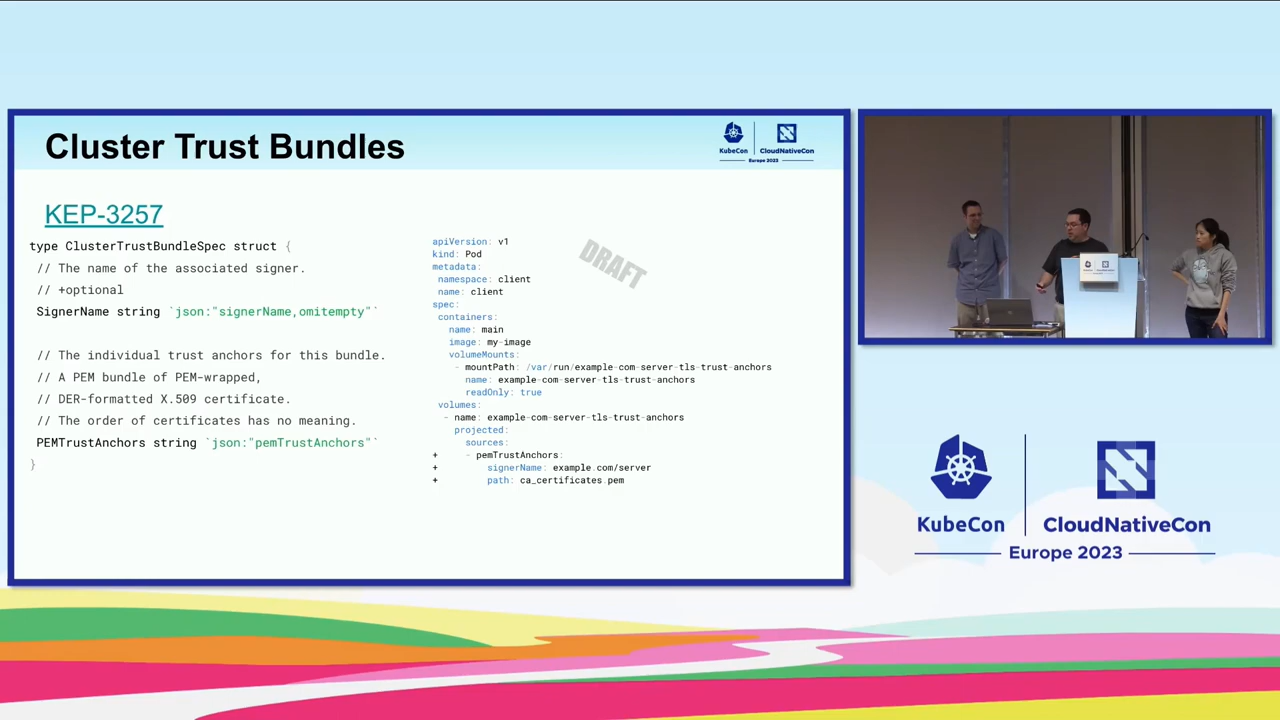 Cluster Trust Bundles
KubeCon
CloudNativeCon
Europe 2023
KEP-3257
type ClusterTrustBundleSpec struct {
// The name of the associated signer.
// +optional
SignerName string `json:"signerName,omitempty"`
// The individual trust anchors for this bundle.
// A PEM bundle of PEM-wrapped,
// DER-formatted X.509 certificate.
// The order of certificates has no meaning.
PEMTrustAnchors string `json:"pemTrustAnchors"`
}
DRAFT
apiVersion: v1
kind: Pod
metadata:
namespace: client
name: client
spec:
containers:
name: main
image: my-image
volumeMounts:
- mountPath: /var/run/example-com-server-tls-trust-anchors
name: example-com-server-tls-trust-anchors
readOnly: true
volumes:
- name: example-com-server-tls-trust-anchors
projected:
sources:
+ - pemTrustAnchors:
+ signerName: example.com/server
+ path: ca_certificates.pem
KubeCon
CloudNativeCon
Europe 2023